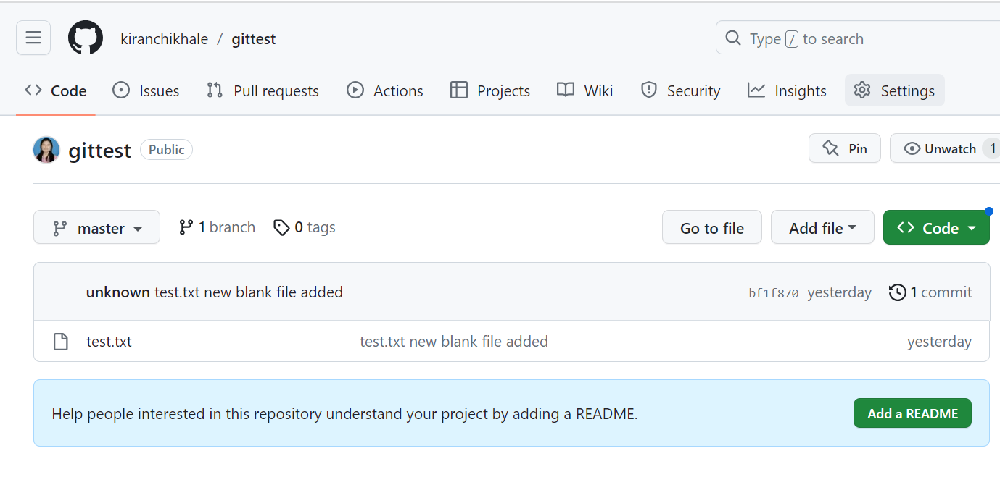 kiranchikhale / gittest Type / to search
Code Issues Pull requests Actions Projects Wiki Security Insights Settings
gittest Public Pin Unwatch 1
master 1 branch 0 tags Go to file Add file Code
unknown test.txt new blank file added bf1f870 yesterday 1 commit
test.txt test.txt new blank file added yesterday
Help people interested in this repository understand your project by adding a README. Add a README